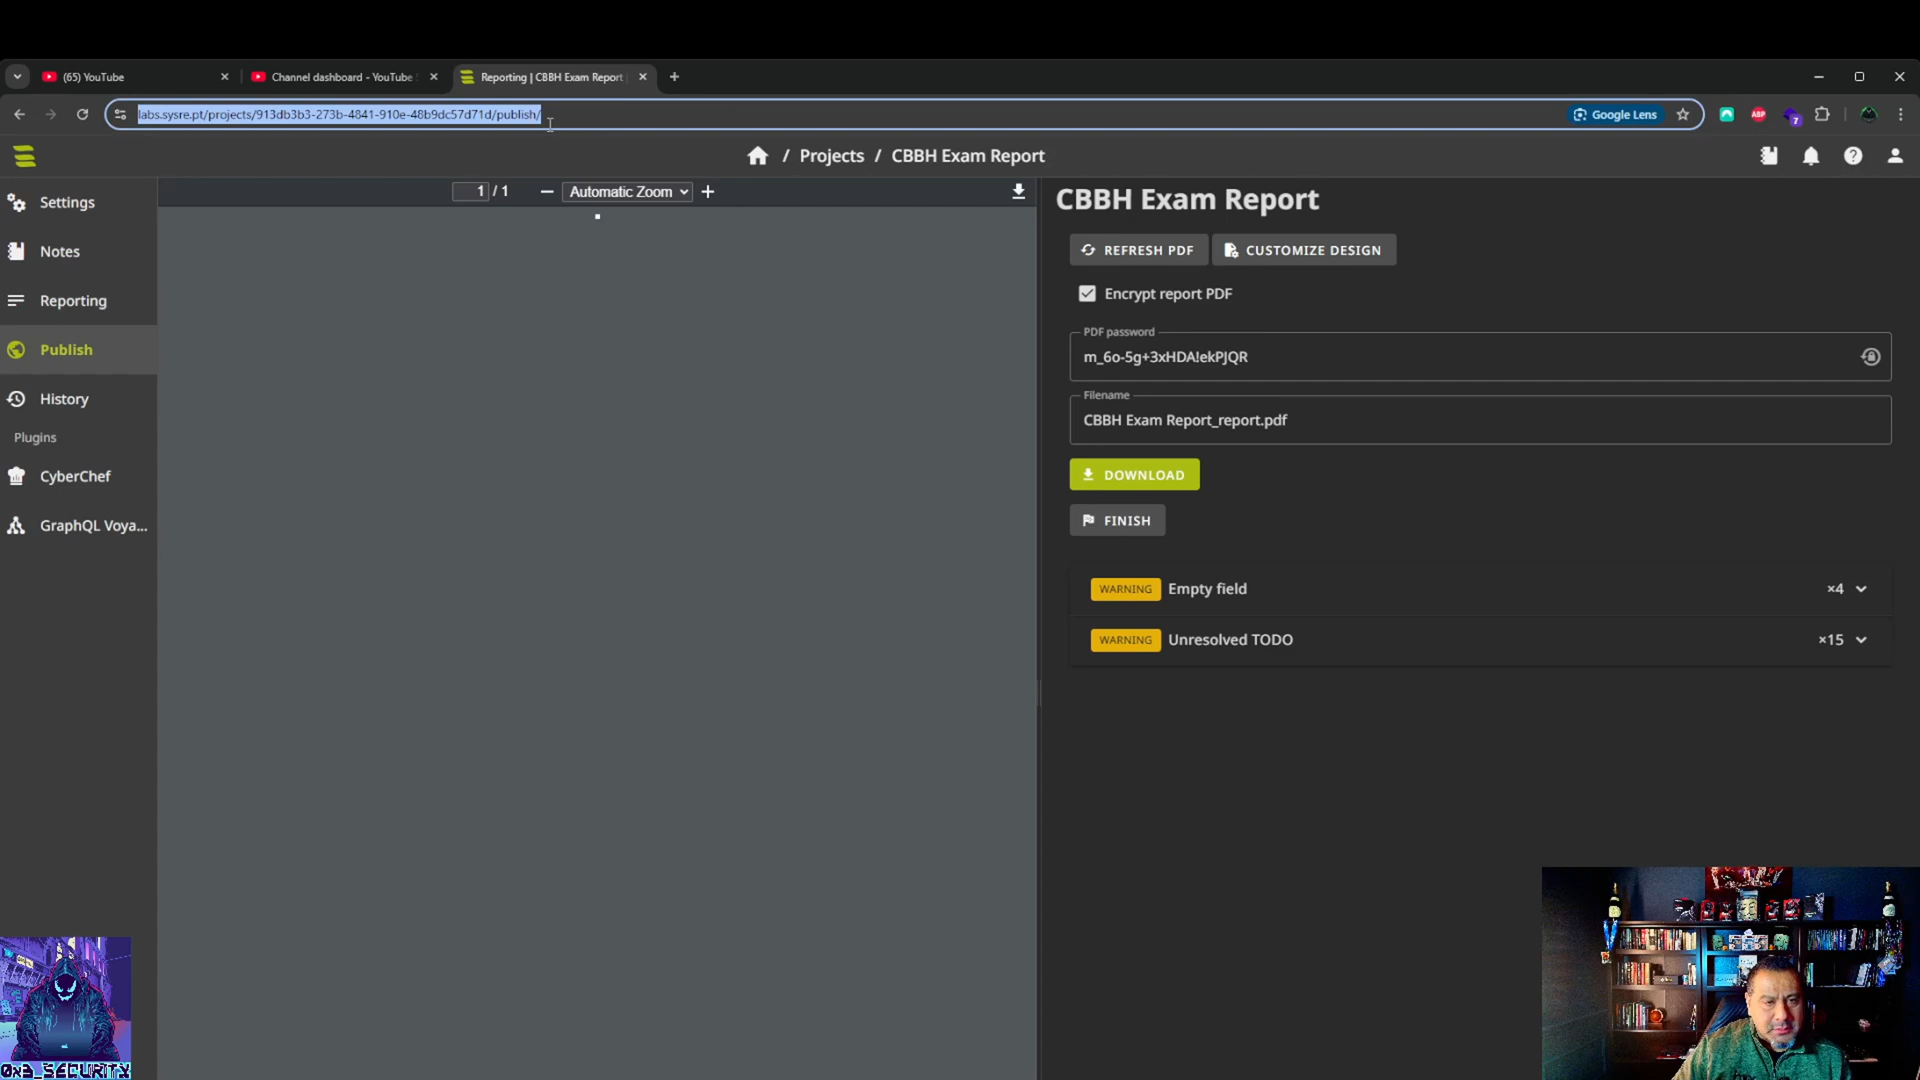 (65) YouTube
Channel dashboard - YouTube
Reporting | CBBH Exam Report
labs.sysre.pt/projects/913db3b3-273b-4841-910e-48b9dc57d71d/publish/
Google Lens
ABP
7
/ Projects / CBBH Exam Report
Settings
Notes
Reporting
Publish
History
Plugins
CyberChef
GraphQL Voya...
1 / 1
Automatic Zoom
CBBH Exam Report
REFRESH PDF
CUSTOMIZE DESIGN
Encrypt report PDF
PDF password
m_6o-5g+3xHDA!ekPJQR
Filename
CBBH Exam Report_report.pdf
DOWNLOAD
FINISH
WARNING Empty field ×4
WARNING Unresolved TODO ×15
0x3_SECURITY